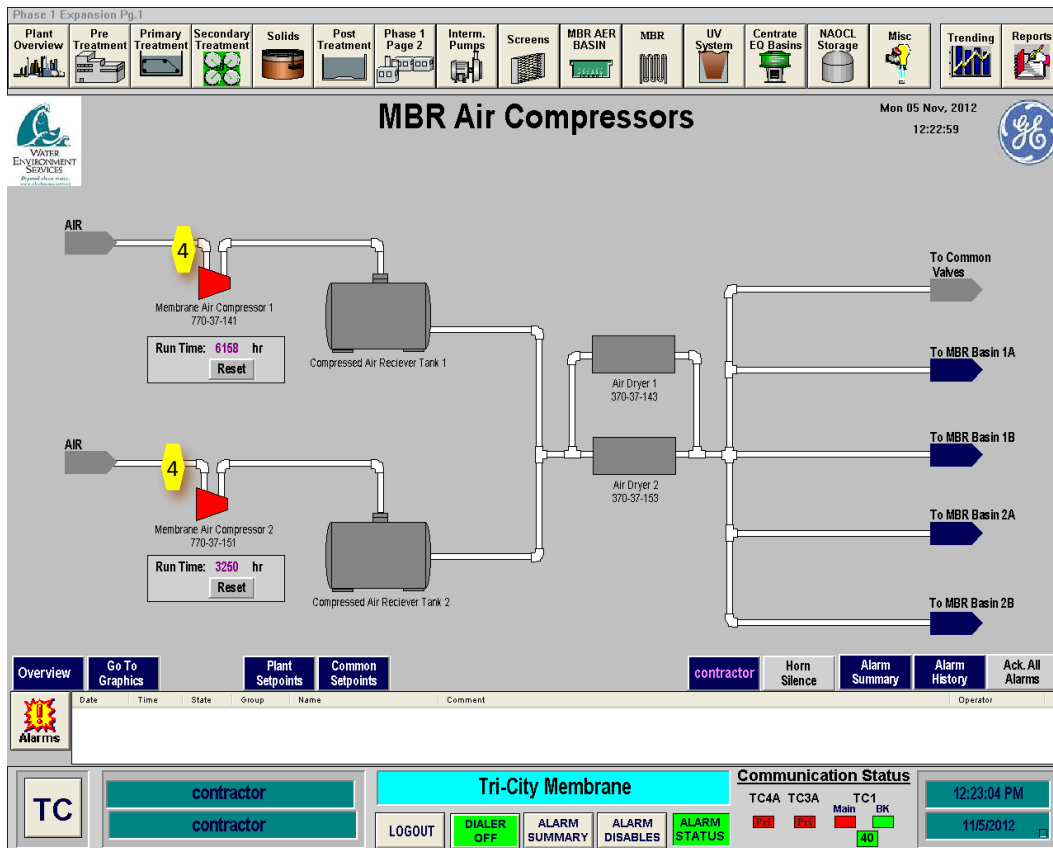 Phase 1 Expansion Pg.1
Plant Overview
Pre Treatment
Primary Treatment
Secondary Treatment
Solids
Post Treatment
Phase 1 Page 2
Interm. Pumps
Screens
MBR AER BASIN
MBR
UV System
Centrate EQ Basins
NAOCL Storage
Misc
Trending
Reports
WATER
ENVIRONMENT
SERVICES
MBR Air Compressors
Mon 05 Nov, 2012
12:22:59
GE
AIR
4
Membrane Air Compressor 1
770-37-141
Run Time: 6158 hr
Reset
Compressed Air Reciever Tank 1
AIR
4
Membrane Air Compressor 2
770-37-151
Run Time: 3250 hr
Reset
Compressed Air Reciever Tank 2
Air Dryer 1
370-37-143
Air Dryer 2
370-37-153
To Common
Valves
To MBR Basin 1A
To MBR Basin 1B
To MBR Basin 2A
To MBR Basin 2B
Overview
Go To
Graphics
Plant
Setpoints
Common
Setpoints
contractor
Horn
Silence
Alarm
Summary
Alarm
History
Ack. All
Alarms
Alarms
Date Time State Group Name Comment Operator
TC
contractor
contractor
Tri-City Membrane
LOGOUT
DIALER
OFF
ALARM
SUMMARY
ALARM
DISABLES
ALARM
STATUS
Communication Status
TC4A TC3A TC1
Main BK
Pri Pri
40
12:23:04 PM
11/5/2012